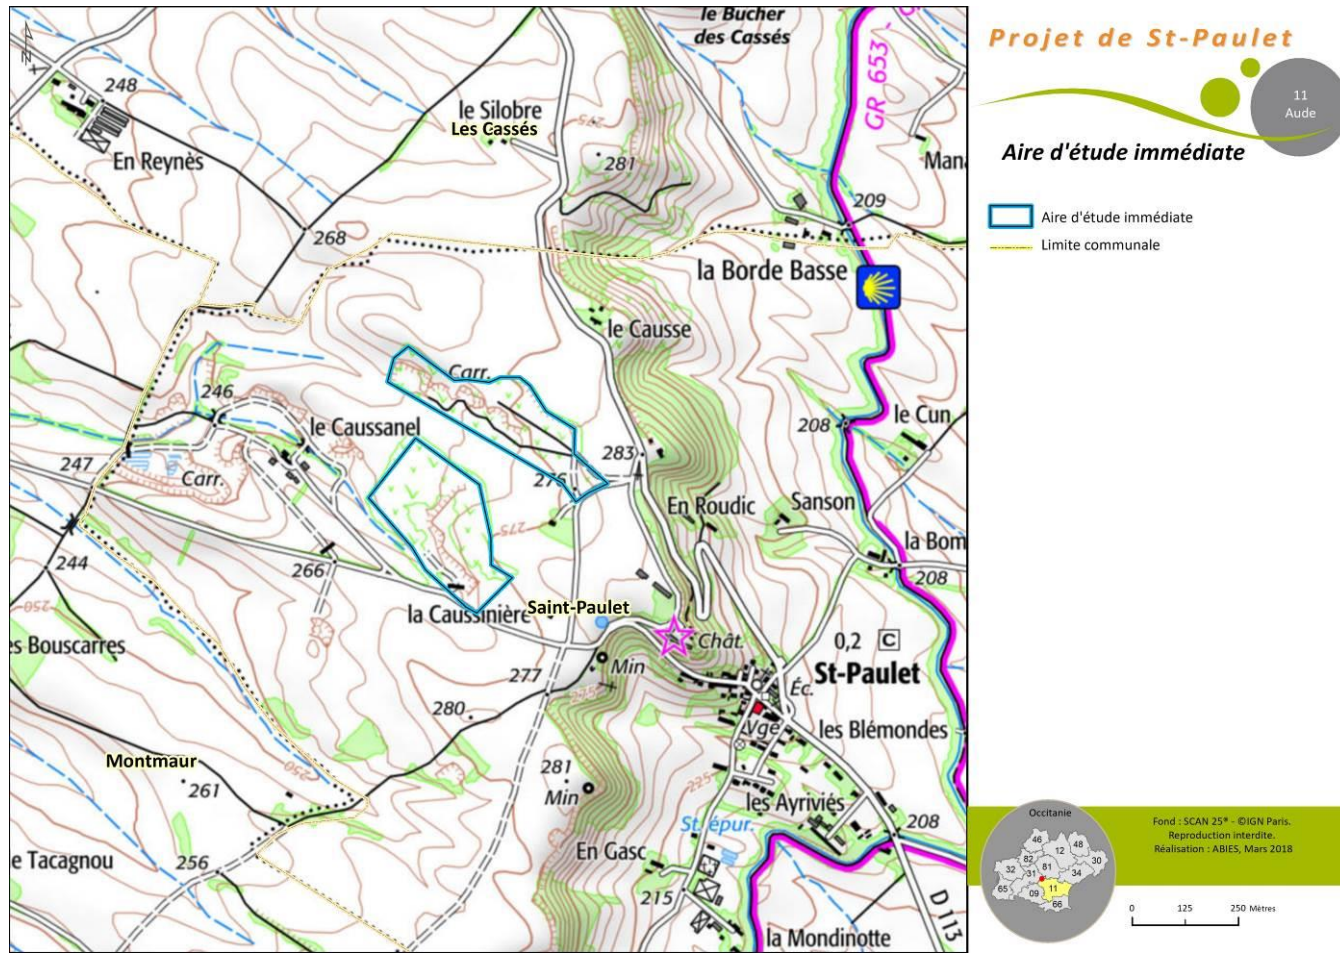 Projet de St-Paulet
11
Aude
Aire d'étude immédiate
Aire d'étude immédiate
Limite communale
le Bucher
des Cassés
GR 653
248
le Silobre
Les Cassés
275
281
En Reynès
268
209
la Borde Basse
le Causse
Carr.
246
le Caussanel
208
le Cun
247
Carr.
283
276
En Roudic
Sanson
275
la Bom
244
266
208
250
la Caussinière
Saint-Paulet
0,2 C
es Bouscarres
Min
Chât.
St-Paulet
277
275
Éc.
280
Vge
les Blémondes
Montmaur
250
261
281
Min
225
les Ayriviés
St. épur.
208
e Tacagnou
256
En Gasc
215
D 113
la Mondinotte
Occitanie
46
12
48
82
30
32
31
81
34
65
09
11
66
Fond : SCAN 25® - ©IGN Paris.
Reproduction interdite.
Réalisation : ABIES, Mars 2018
0 125 250 Mètres